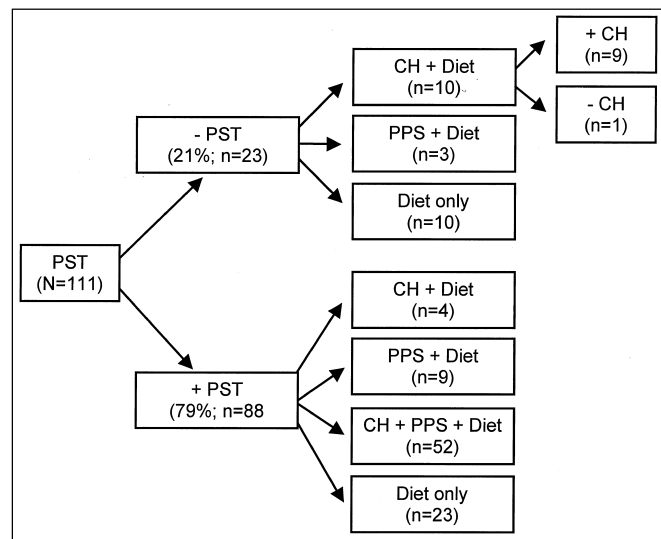 PST
(N=111)
- PST
(21%; n=23)
CH + Diet
(n=10)
+ CH
(n=9)
- CH
(n=1)
PPS + Diet
(n=3)
Diet only
(n=10)
+ PST
(79%; n=88
CH + Diet
(n=4)
PPS + Diet
(n=9)
CH + PPS + Diet
(n=52)
Diet only
(n=23)